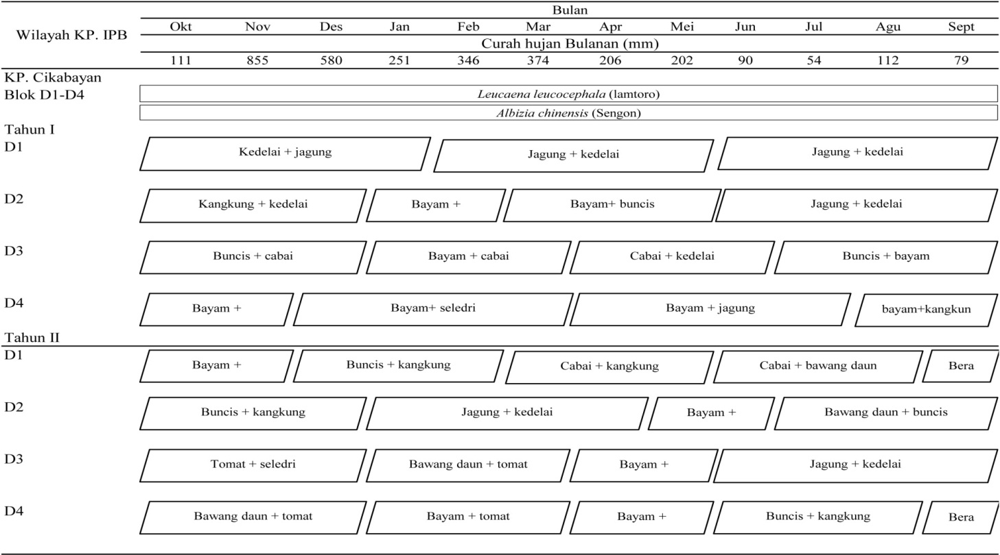 Bulan
Wilayah KP. IPB
Okt Nov Des Jan Feb Mar Apr Mei Jun Jul Agu Sept
Curah hujan Bulanan (mm)
111 855 580 251 346 374 206 202 90 54 112 79
KP. Cikabayan
Blok D1-D4
Leucaena leucocephala (lamtoro)
Albizia chinensis (Sengon)
Tahun I
D1
Kedelai + jagung Jagung + kedelai Jagung + kedelai
D2
Kangkung + kedelai Bayam + Bayam+ buncis Jagung + kedelai
D3
Buncis + cabai Bayam + cabai Cabai + kedelai Buncis + bayam
D4
Bayam + Bayam+ seledri Bayam + jagung bayam+kangkun
Tahun II
D1
Bayam + Buncis + kangkung Cabai + kangkung Cabai + bawang daun Bera
D2
Buncis + kangkung Jagung + kedelai Bayam + Bawang daun + buncis
D3
Tomat + seledri Bawang daun + tomat Bayam + Jagung + kedelai
D4
Bawang daun + tomat Bayam + tomat Bayam + Buncis + kangkung Bera